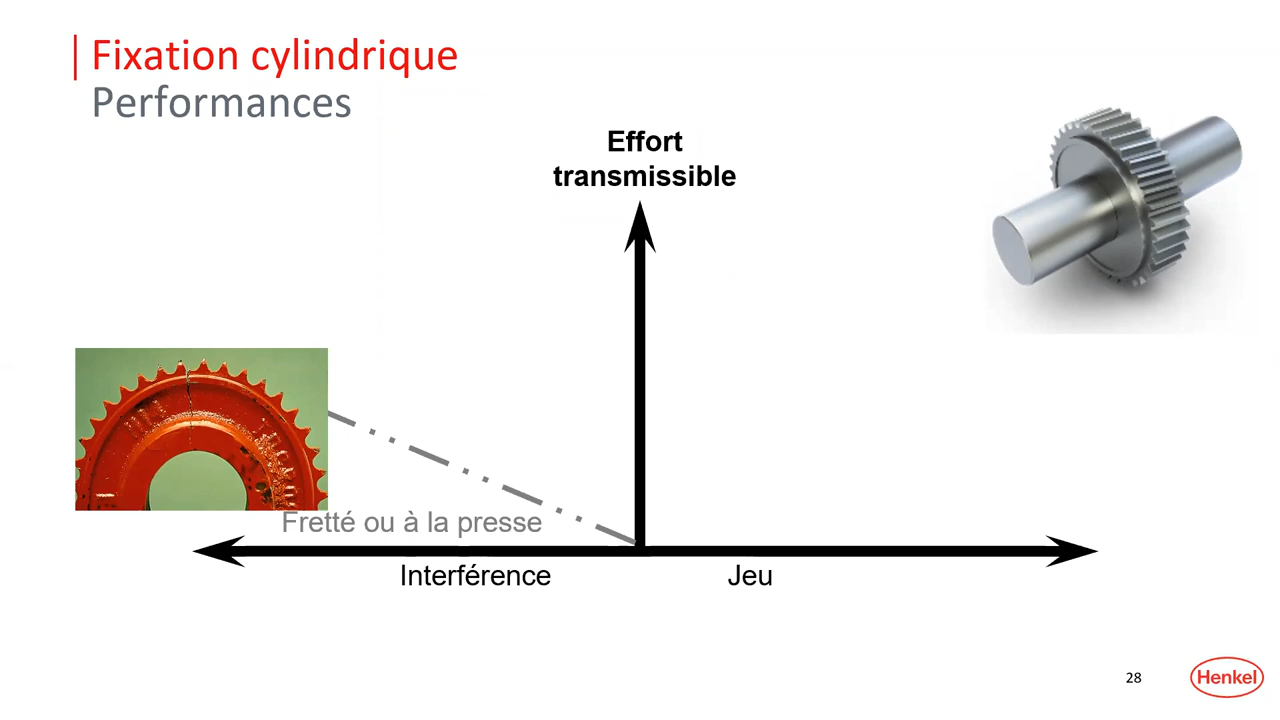 Fixation cylindrique
Performances
Effort
transmissible
Fretté ou à la presse
Interférence
Jeu
28
Henkel